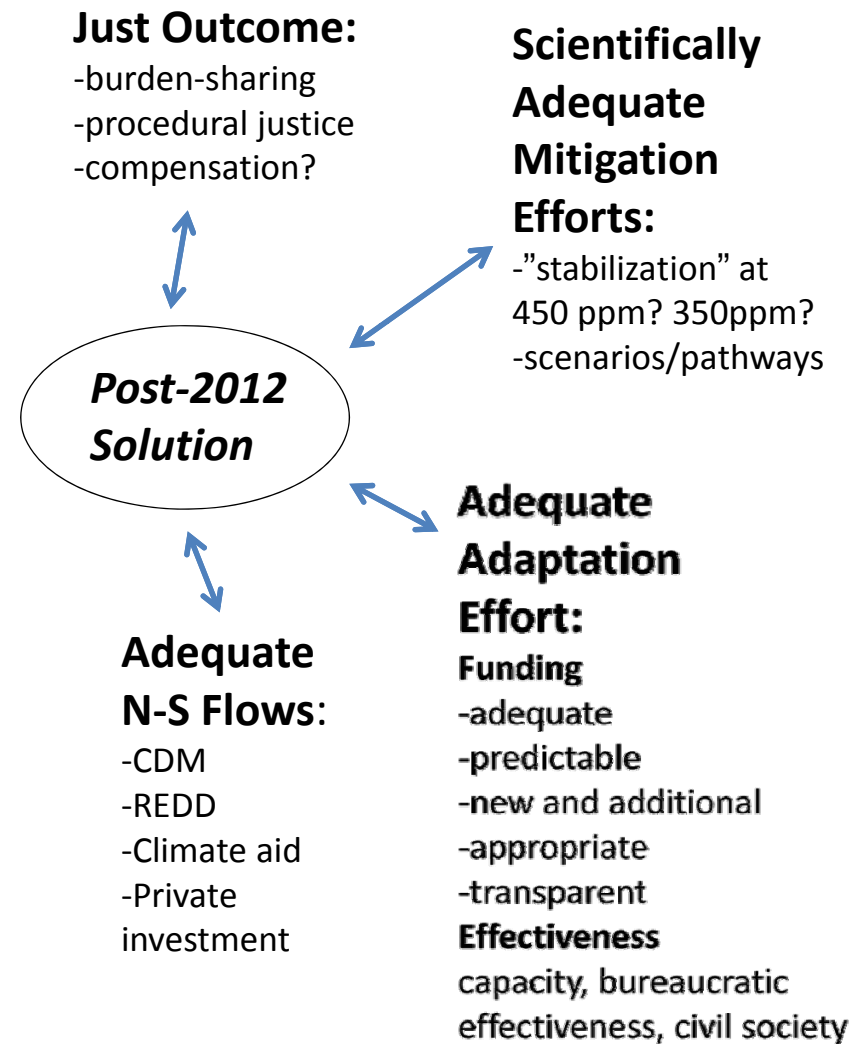 Just Outcome:
-burden-sharing
-procedural justice
-compensation?
Scientifically
Adequate
Mitigation
Efforts:
-”stabilization” at
450 ppm? 350ppm?
-scenarios/pathways
Post-2012
Solution
Adequate
N-S Flows:
-CDM
-REDD
-Climate aid
-Private
investment
Adequate
Adaptation
Effort:
Funding
-adequate
-predictable
-new and additional
-appropriate
-transparent
Effectiveness
capacity, bureaucratic
effectiveness, civil society